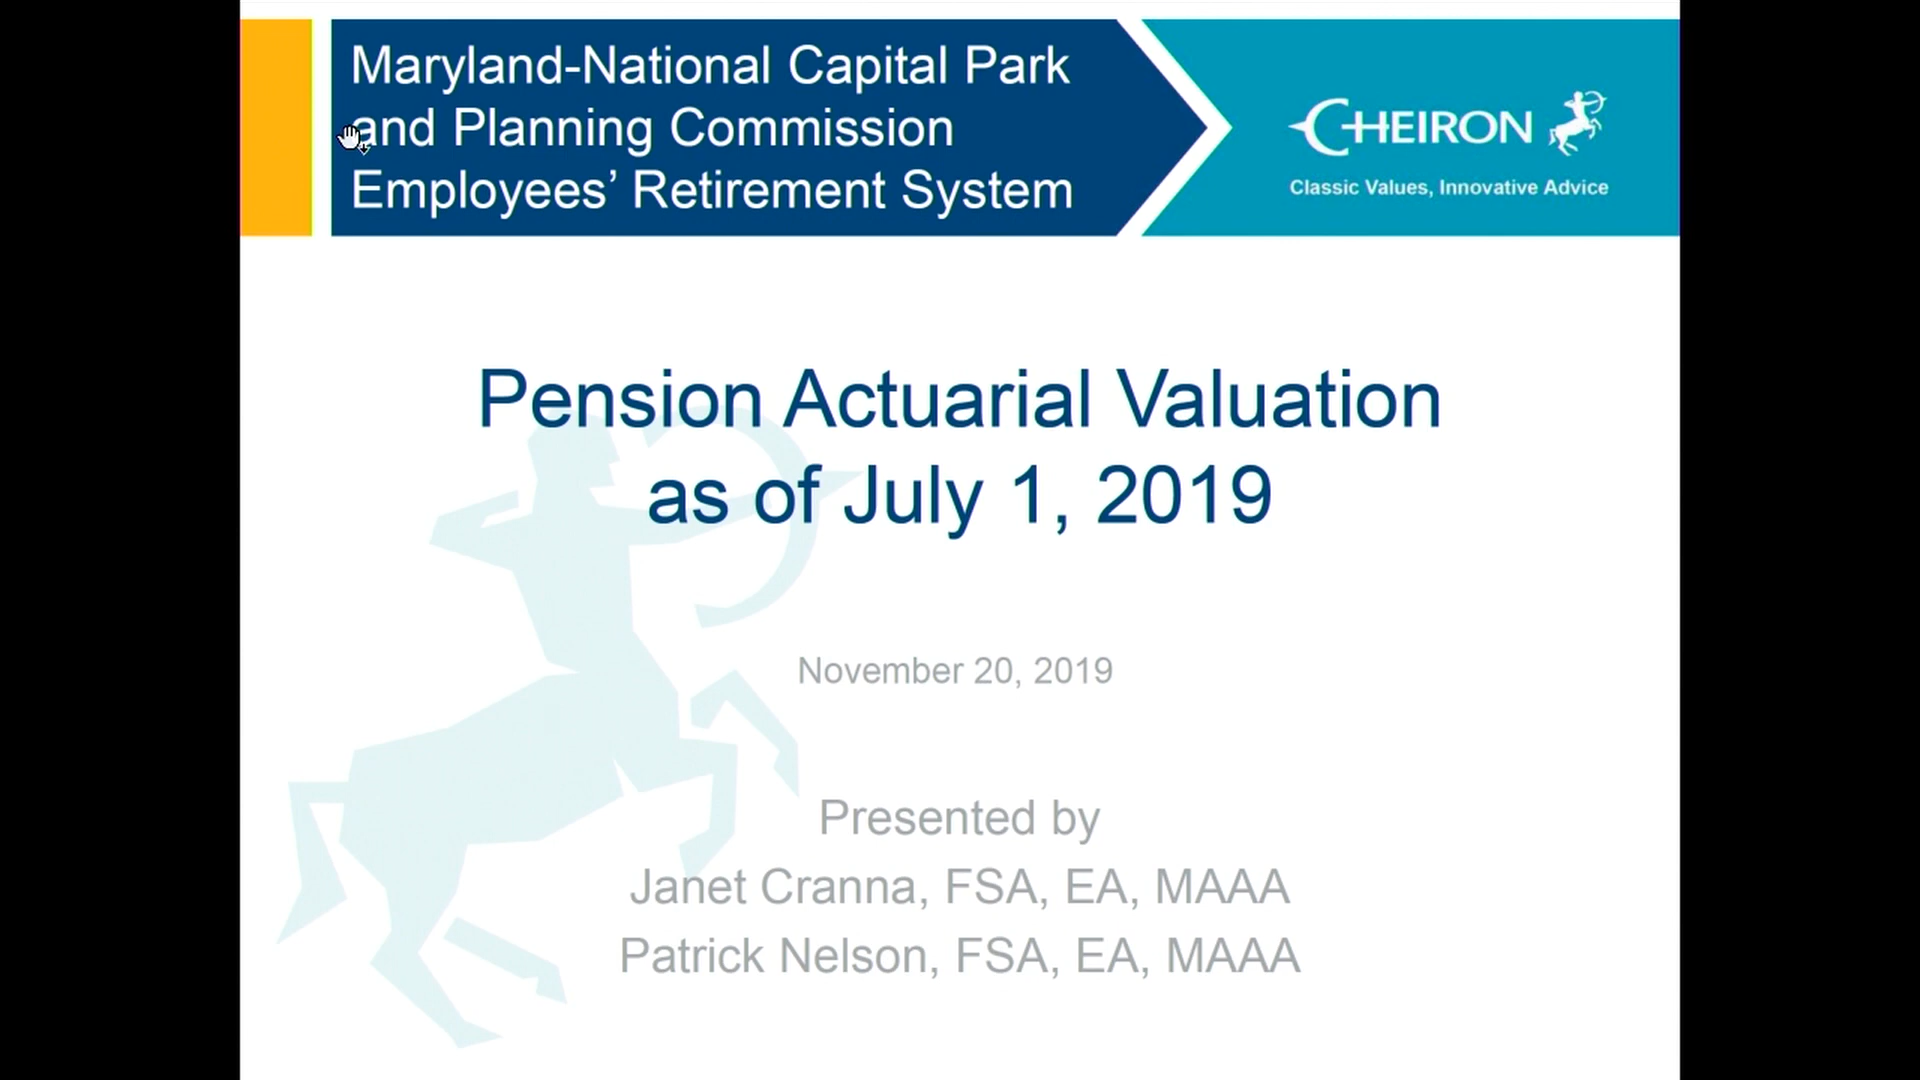 Maryland-National Capital Park
and Planning Commission
Employees’ Retirement System
CHEIRON
Classic Values, Innovative Advice
Pension Actuarial Valuation
as of July 1, 2019
November 20, 2019
Presented by
Janet Cranna, FSA, EA, MAAA
Patrick Nelson, FSA, EA, MAAA